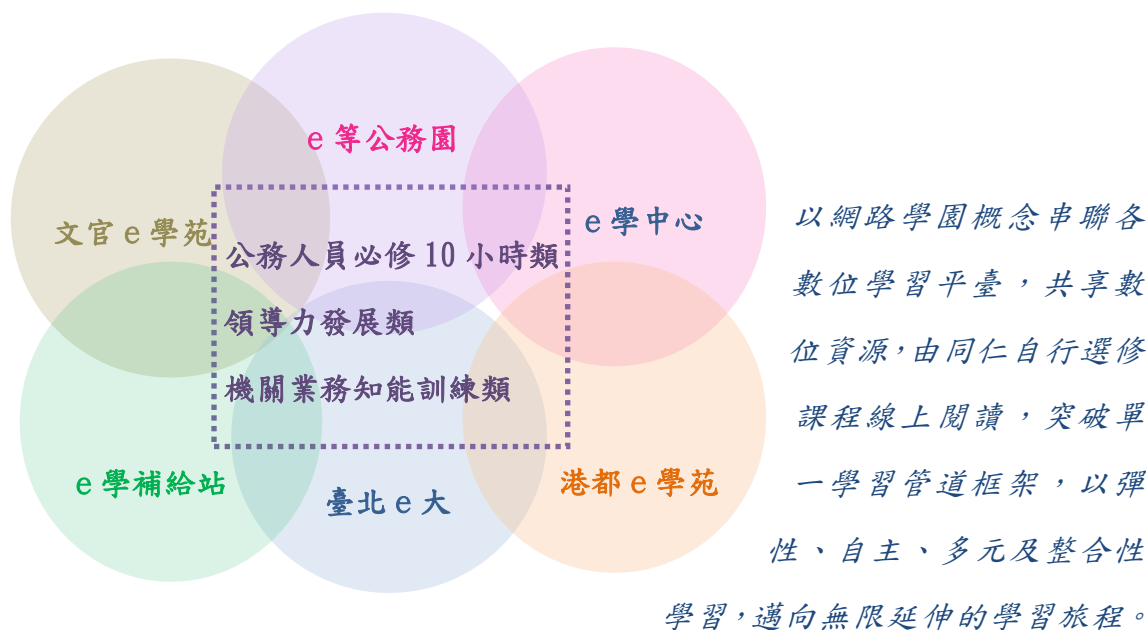 e等公務園
文官e學苑
e學中心
公務人員必修10小時類
領導力發展類
機關業務知能訓練類
e學補給站
臺北e大
港都e學苑
以網路學園概念串聯各
數位學習平臺，共享數
位資源，由同仁自行選修
課程線上閱讀，突破單
一學習管道框架，以彈
性、自主、多元及整合性
學習，邁向無限延伸的學習旅程。